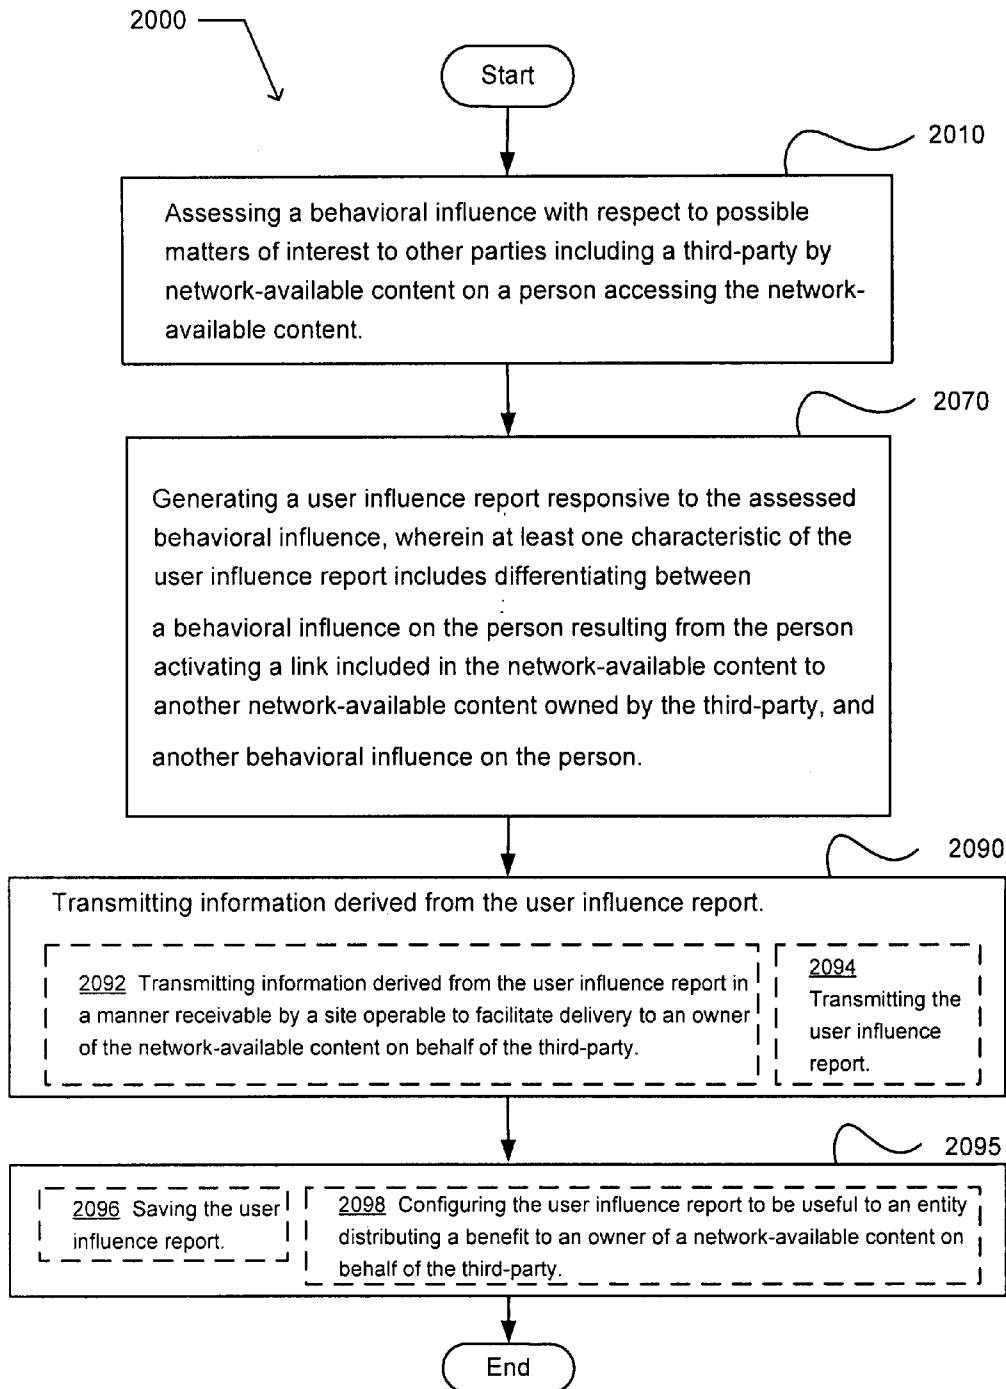 2000
Start
2010
Assessing a behavioral influence with respect to possible
matters of interest to other parties including a third-party by
network-available content on a person accessing the network-
available content.
2070
Generating a user influence report responsive to the assessed
behavioral influence, wherein at least one characteristic of the
user influence report includes differentiating between
a behavioral influence on the person resulting from the person
activating a link included in the network-available content to
another network-available content owned by the third-party, and
another behavioral influence on the person.
2090
Transmitting information derived from the user influence report.
2092 Transmitting information derived from the user influence report in
a manner receivable by a site operable to facilitate delivery to an owner
of the network-available content on behalf of the third-party.
2094
Transmitting the
user influence
report.
2095
2096 Saving the user
influence report.
2098 Configuring the user influence report to be useful to an entity
distributing a benefit to an owner of a network-available content on
behalf of the third-party.
End